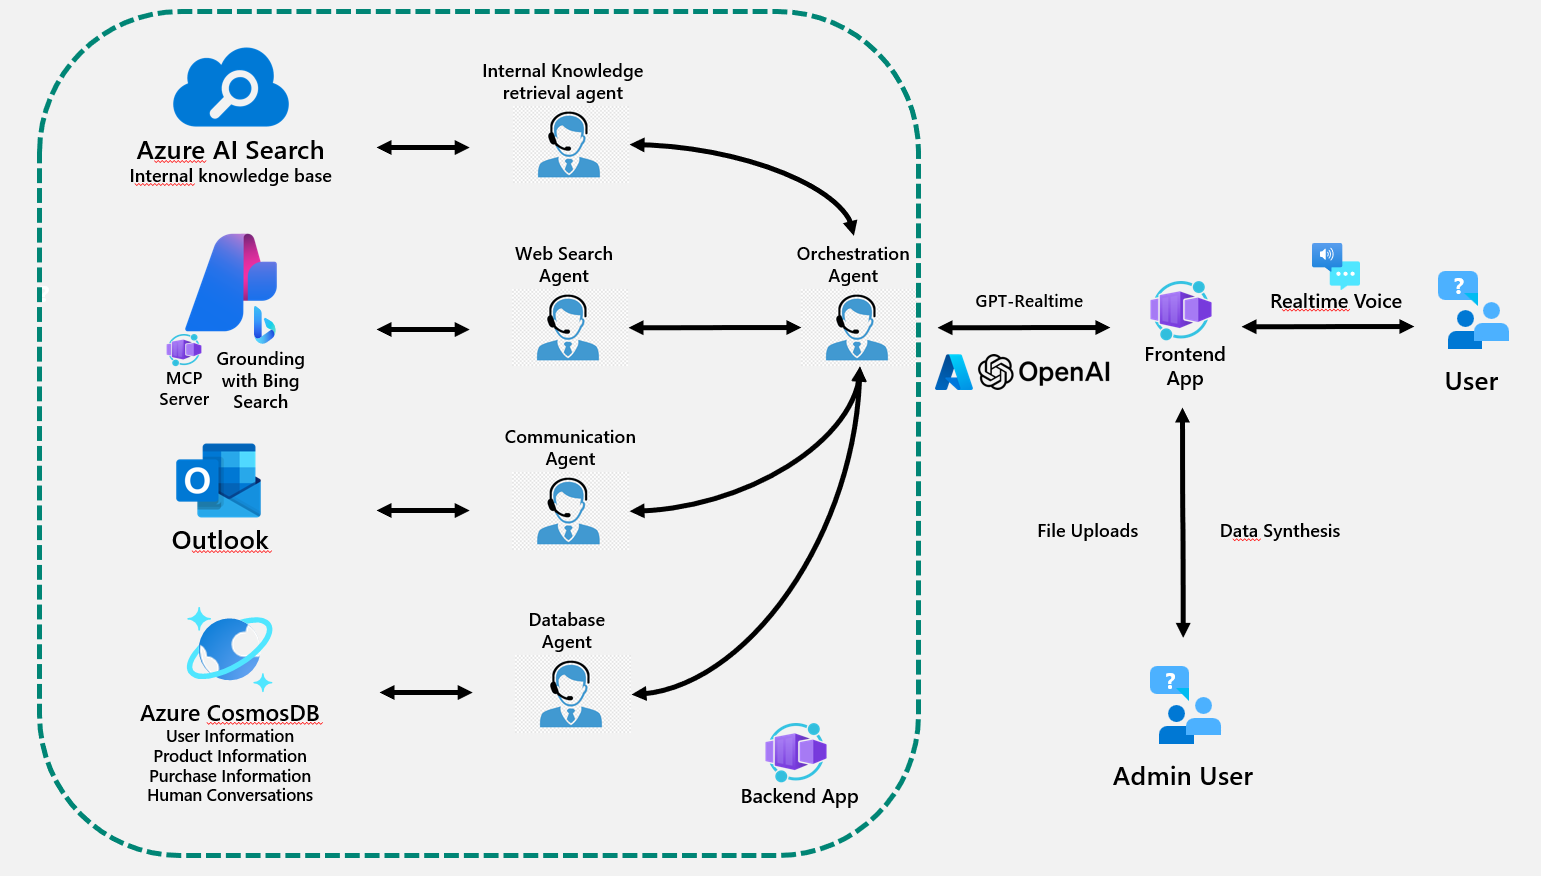 Internal Knowledge
retrieval agent
Azure AI Search
Internal knowledge base
Web Search
Agent
Orchestration
Agent
?
MCP
Server
Grounding
with Bing
Search
GPT-Realtime
OpenAI
Frontend
App
Realtime Voice
?
User
Communication
Agent
O
Outlook
File Uploads
Data Synthesis
Database
Agent
Azure CosmosDB
User Information
Product Information
Purchase Information
Human Conversations
Backend App
?
Admin User